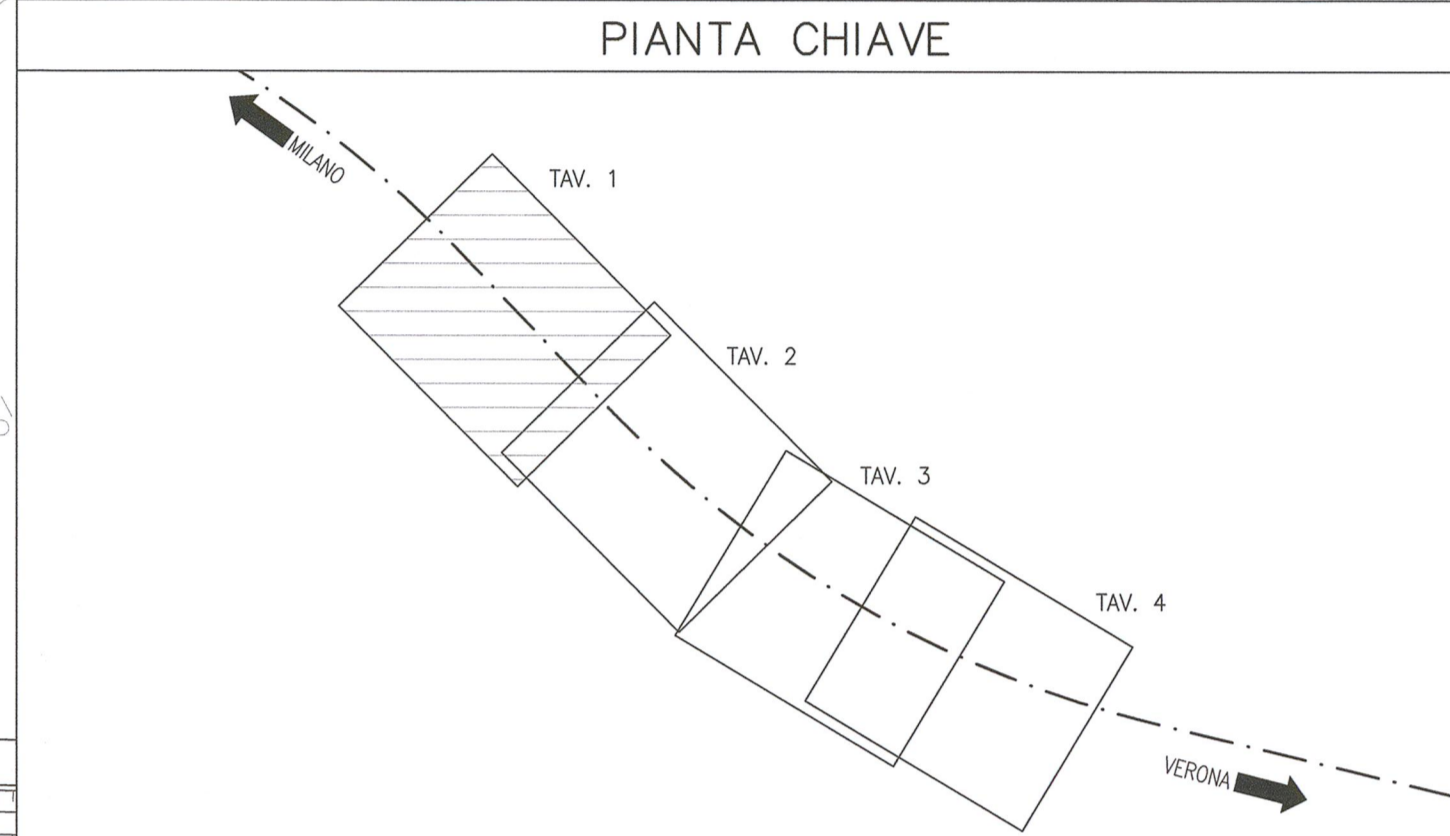 PIANTA CHIAVE
MILANO
TAV. 1
TAV. 2
TAV. 3
TAV. 4
VERONA